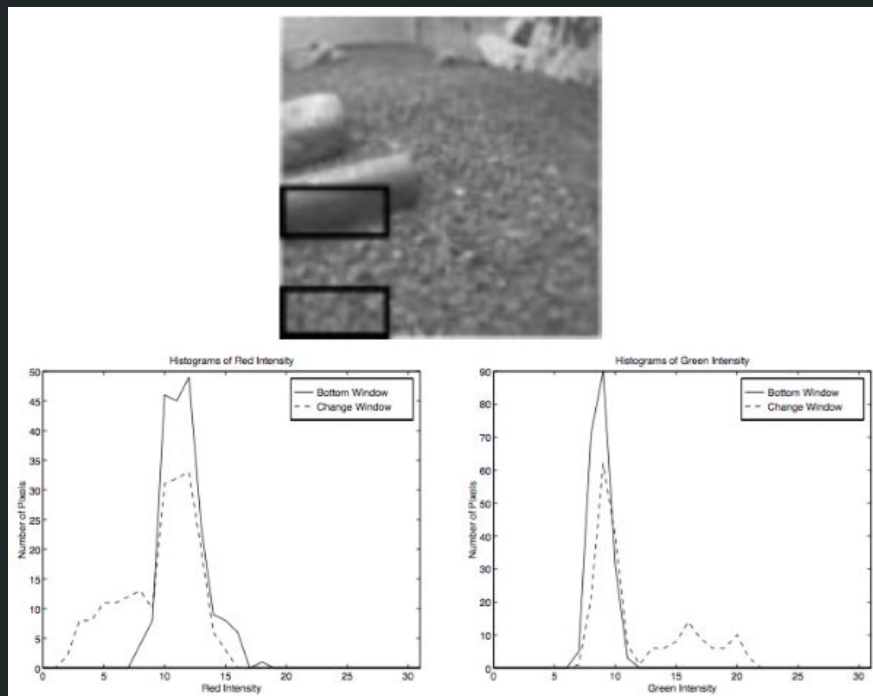 Histograms of Red Intensity
50
45
40
35
30
25
20
15
10
5
0
Number of Pixels
Bottom Window
Change Window
0 5 10 15 20 25 30
Red Intensity
Histograms of Green Intensity
90
80
70
60
50
40
30
20
10
0
Number of Pixels
Bottom Window
Change Window
0 5 10 15 20 25 30
Green Intensity